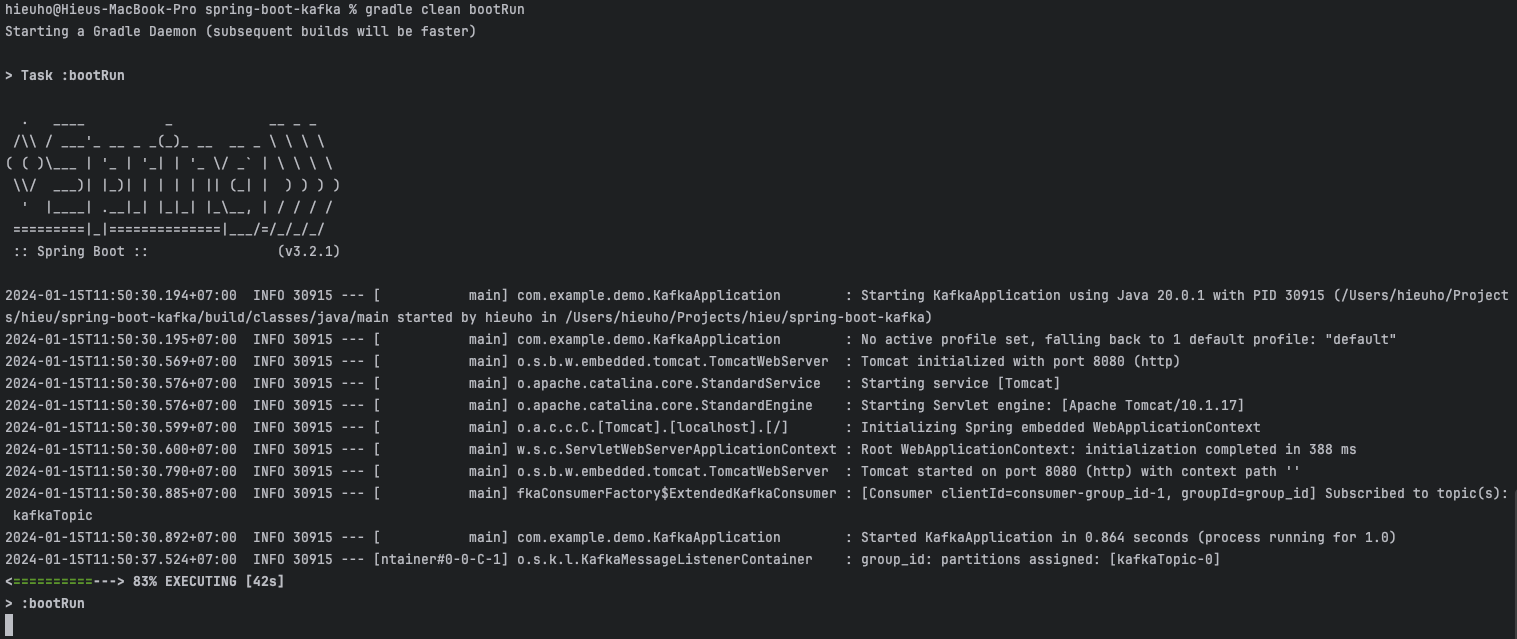 hieuho@Hieus-MacBook-Pro spring-boot-kafka % gradle clean bootRun
Starting a Gradle Daemon (subsequent builds will be faster)

> Task :bootRun

  .   ____          _            __ _ _
 /\\ / ___'_ __ _ _(_)_ __  __ _ \ \ \ \
( ( )\___ | '_ | '_| | '_ \/ _` | \ \ \ \
 \\/  ___)| |_)| | | | | || (_| |  ) ) ) )
  '  |____| .__|_| |_|_| |_\__, | / / / /
 =========|_|==============|___/=/_/_/_/
 :: Spring Boot ::                (v3.2.1)

2024-01-15T11:50:30.194+07:00  INFO 30915 --- [           main] com.example.demo.KafkaApplication        : Starting KafkaApplication using Java 20.0.1 with PID 30915 (/Users/hieuho/Project
s/hieu/spring-boot-kafka/build/classes/java/main started by hieuho in /Users/hieuho/Projects/hieu/spring-boot-kafka)
2024-01-15T11:50:30.195+07:00  INFO 30915 --- [           main] com.example.demo.KafkaApplication        : No active profile set, falling back to 1 default profile: "default"
2024-01-15T11:50:30.569+07:00  INFO 30915 --- [           main] o.s.b.w.embedded.tomcat.TomcatWebServer  : Tomcat initialized with port 8080 (http)
2024-01-15T11:50:30.576+07:00  INFO 30915 --- [           main] o.apache.catalina.core.StandardService   : Starting service [Tomcat]
2024-01-15T11:50:30.576+07:00  INFO 30915 --- [           main] o.apache.catalina.core.StandardEngine    : Starting Servlet engine: [Apache Tomcat/10.1.17]
2024-01-15T11:50:30.599+07:00  INFO 30915 --- [           main] o.a.c.c.C.[Tomcat].[localhost].[/]       : Initializing Spring embedded WebApplicationContext
2024-01-15T11:50:30.600+07:00  INFO 30915 --- [           main] w.s.c.ServletWebServerApplicationContext : Root WebApplicationContext: initialization completed in 388 ms
2024-01-15T11:50:30.790+07:00  INFO 30915 --- [           main] o.s.b.w.embedded.tomcat.TomcatWebServer  : Tomcat started on port 8080 (http) with context path ''
2024-01-15T11:50:30.885+07:00  INFO 30915 --- [           main] fkaConsumerFactory$ExtendedKafkaConsumer : [Consumer clientId=consumer-group_id-1, groupId=group_id] Subscribed to topic(s):
 kafkaTopic
2024-01-15T11:50:30.892+07:00  INFO 30915 --- [           main] com.example.demo.KafkaApplication        : Started KafkaApplication in 0.864 seconds (process running for 1.0)
2024-01-15T11:50:37.524+07:00  INFO 30915 --- [ntainer#0-0-C-1] o.s.k.l.KafkaMessageListenerContainer    : group_id: partitions assigned: [kafkaTopic-0]
<==========---> 83% EXECUTING [42s]
> :bootRun